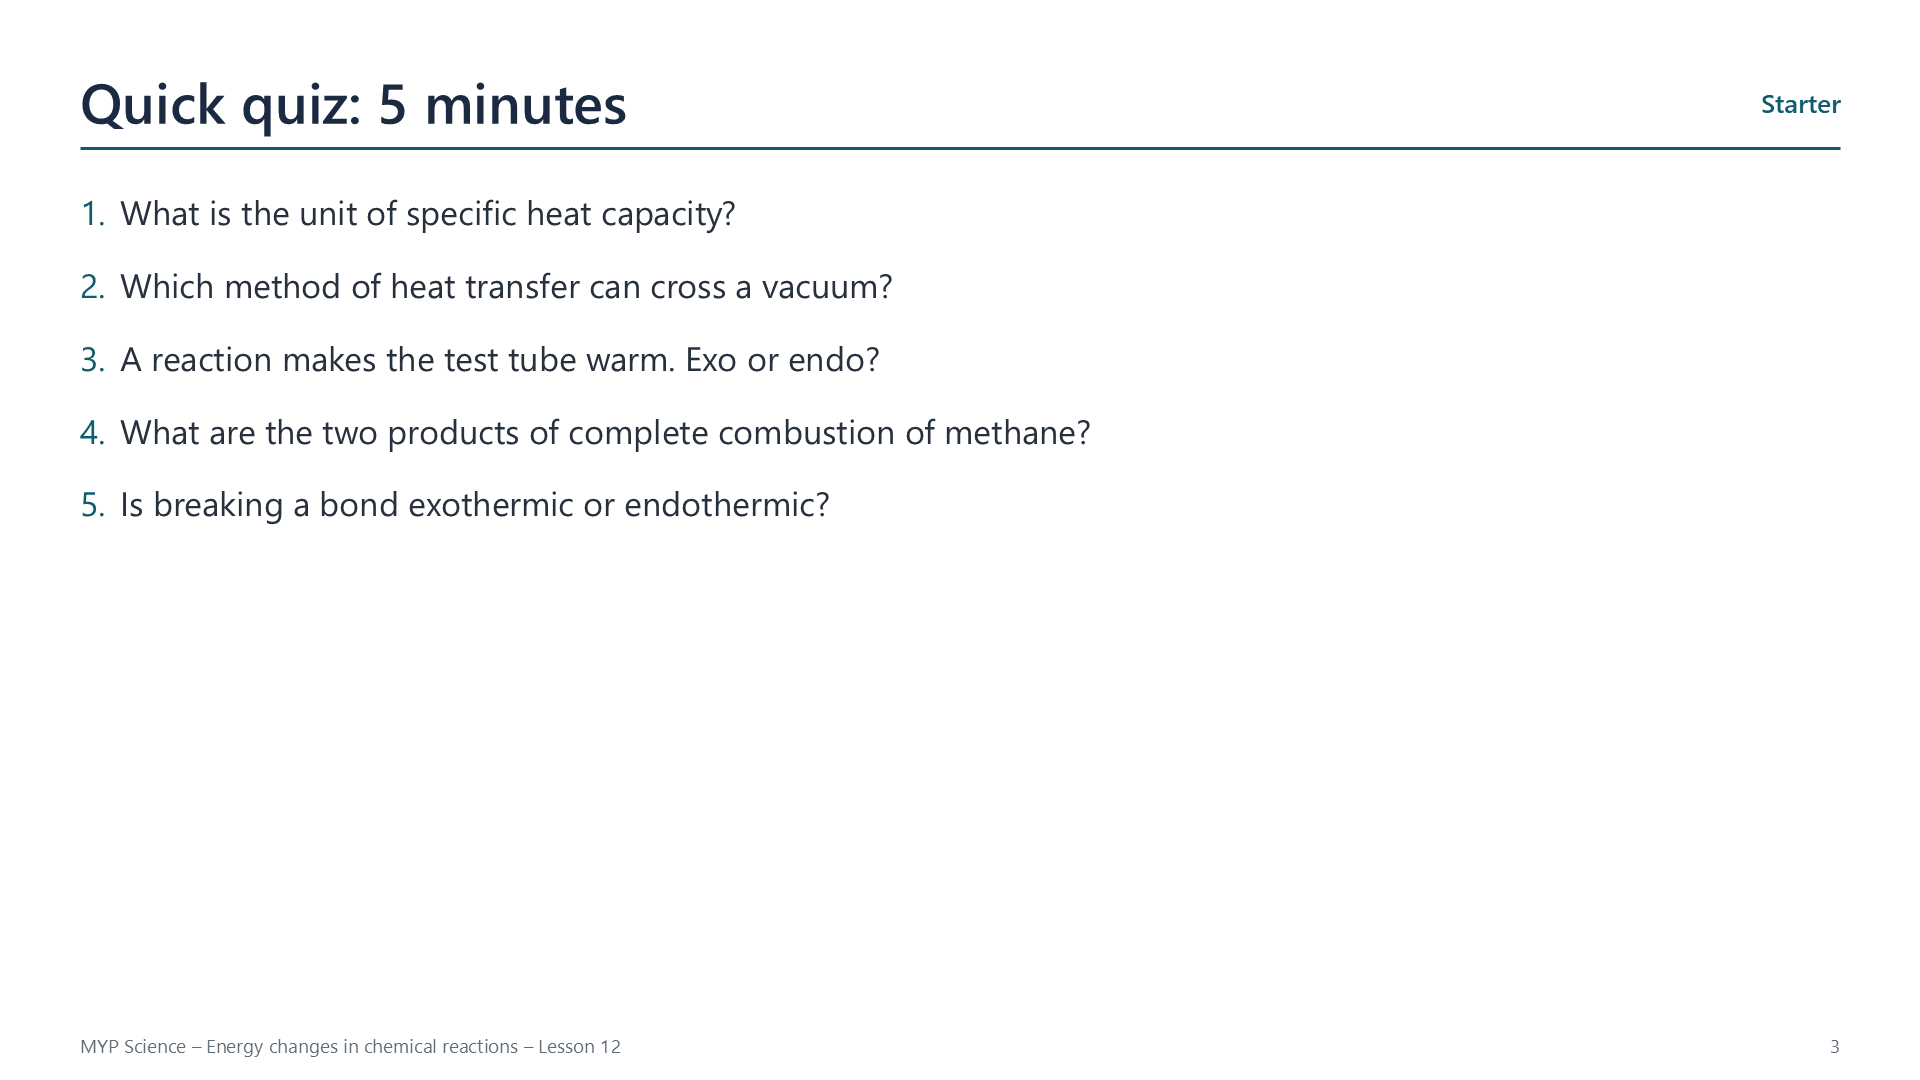 Quick quiz: 5 minutes
Starter
1. What is the unit of specific heat capacity?
2. Which method of heat transfer can cross a vacuum?
3. A reaction makes the test tube warm. Exo or endo?
4. What are the two products of complete combustion of methane?
5. Is breaking a bond exothermic or endothermic?
MYP Science – Energy changes in chemical reactions – Lesson 12
3